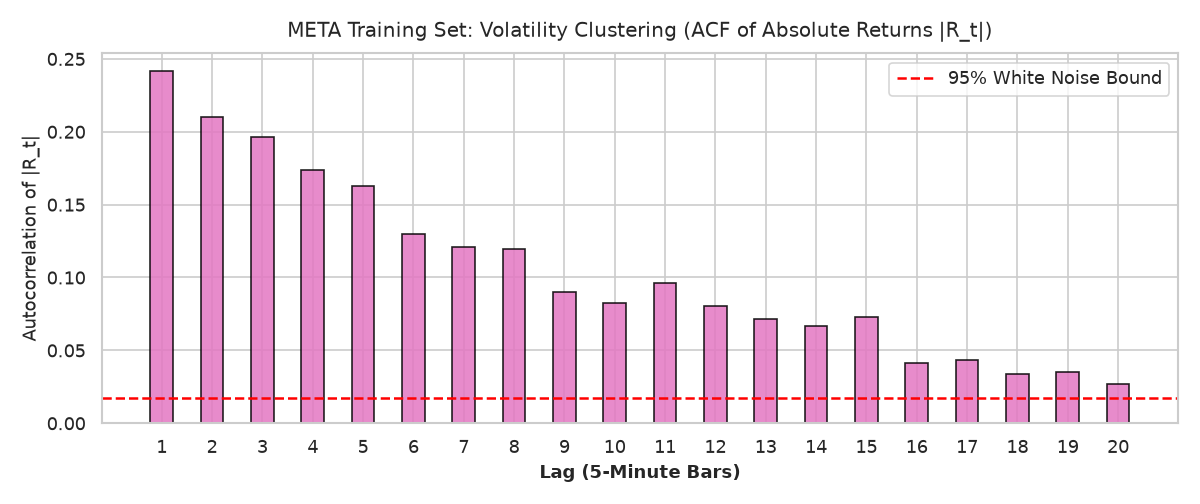 META Training Set: Volatility Clustering (ACF of Absolute Returns |R_t|)
95% White Noise Bound
Autocorrelation of |R_t|
0.25
0.20
0.15
0.10
0.05
0.00
1 2 3 4 5 6 7 8 9 10 11 12 13 14 15 16 17 18 19 20
Lag (5-Minute Bars)